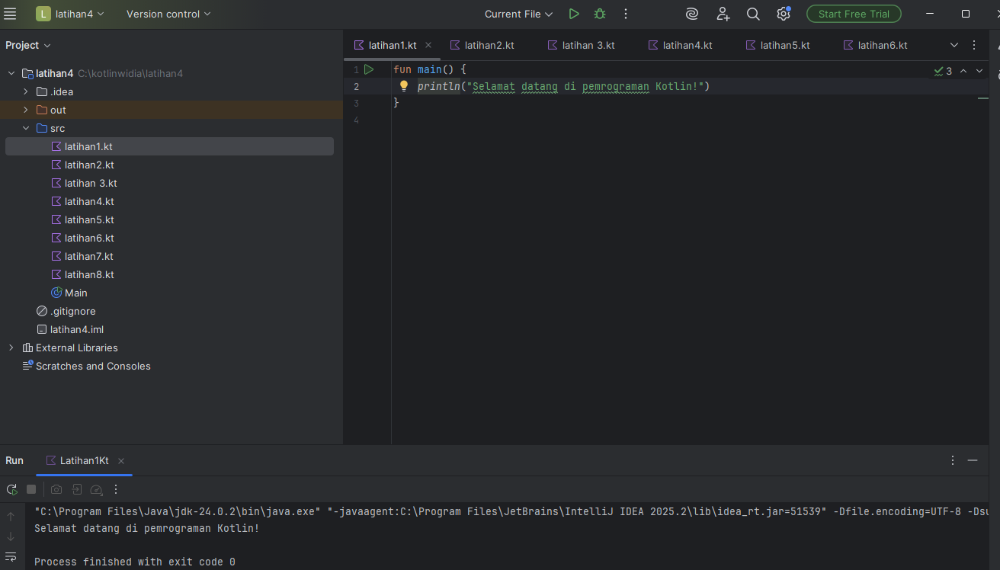 L latihan4 Version control Current File Start Free Trial
Project
latihan1.kt latihan2.kt latihan 3.kt latihan4.kt latihan5.kt latihan6.kt
latihan4 C:\kotlinwidia\latihan4
.idea
out
src
latihan1.kt
latihan2.kt
latihan 3.kt
latihan4.kt
latihan5.kt
latihan6.kt
latihan7.kt
latihan8.kt
Main
.gitignore
latihan4.iml
External Libraries
Scratches and Consoles
1 fun main() { 3
2 println("Selamat datang di pemrograman Kotlin!")
3 }
4
Run Latihan1Kt
"C:\Program Files\Java\jdk-24.0.2\bin\java.exe" "-javaagent:C:\Program Files\JetBrains\IntelliJ IDEA 2025.2\lib\idea_rt.jar=51539" -Dfile.encoding=UTF-8 -Dsu
Selamat datang di pemrograman Kotlin!
Process finished with exit code 0